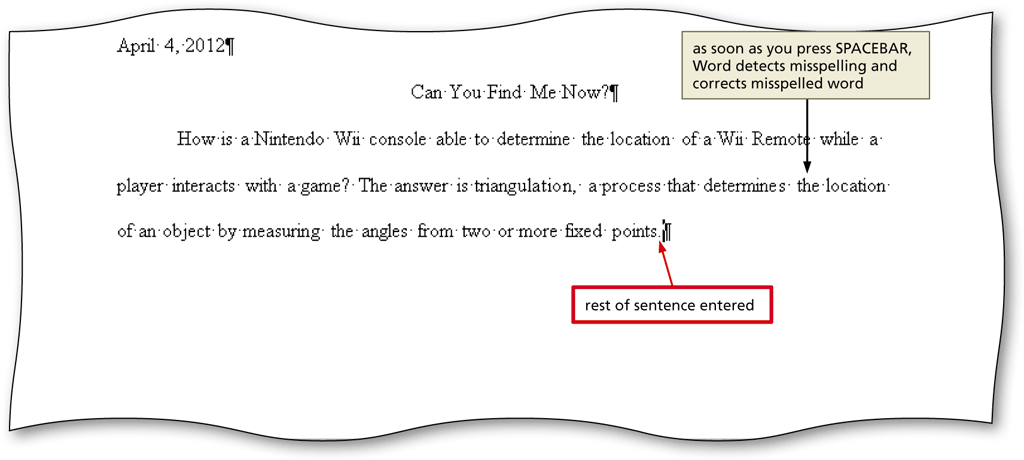 April 4, 2012¶
as soon as you press SPACEBAR,
Word detects misspelling and
corrects misspelled word
Can You Find Me Now?¶
How is a Nintendo Wii console able to determine the location of a Wii Remote while a
player interacts with a game? The answer is triangulation, a process that determines the location
of an object by measuring the angles from two or more fixed points.¶
rest of sentence entered